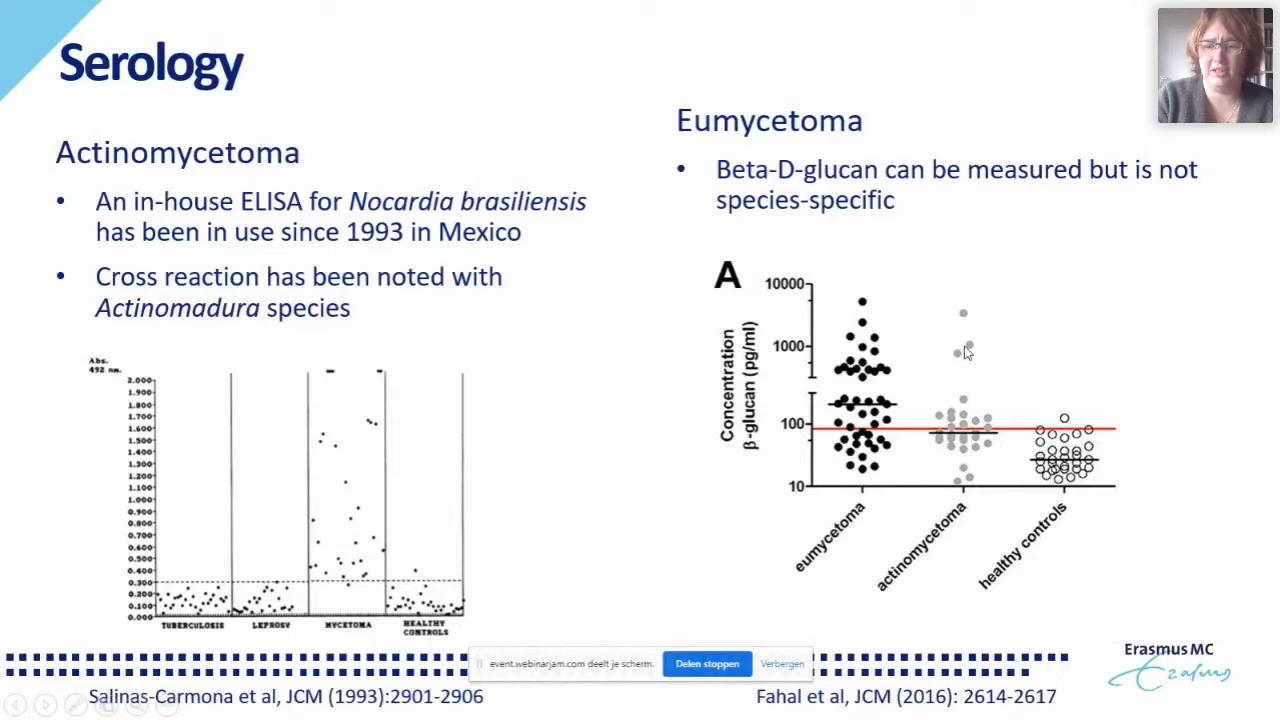 Serology
Actinomycetoma
• An in-house ELISA for Nocardia brasiliensis
has been in use since 1993 in Mexico
• Cross reaction has been noted with
Actinomadura species
Abs.
492 nm.
2.000
1.900
1.800
1.700
1.600
1.500
1.400
1.300
1.200
1.100
1.000
0.900
0.800
0.700
0.600
0.500
0.400
0.300
0.200
0.100
0.000
TUBERCULOSIS LEPROSY MYCETOMA HEALTHY
CONTROLS
Salinas-Carmona et al, JCM (1993):2901-2906
Eumycetoma
• Beta-D-glucan can be measured but is not
species-specific
A
Concentration
β-glucan (pg/ml)
10000
1000
100
10
eumycetoma
actinomycetoma
healthy controls
Fahal et al, JCM (2016): 2614-2617
event.webinarjam.com deelt je scherm. Delen stoppen Verbergen
Erasmus MC
Erasmus